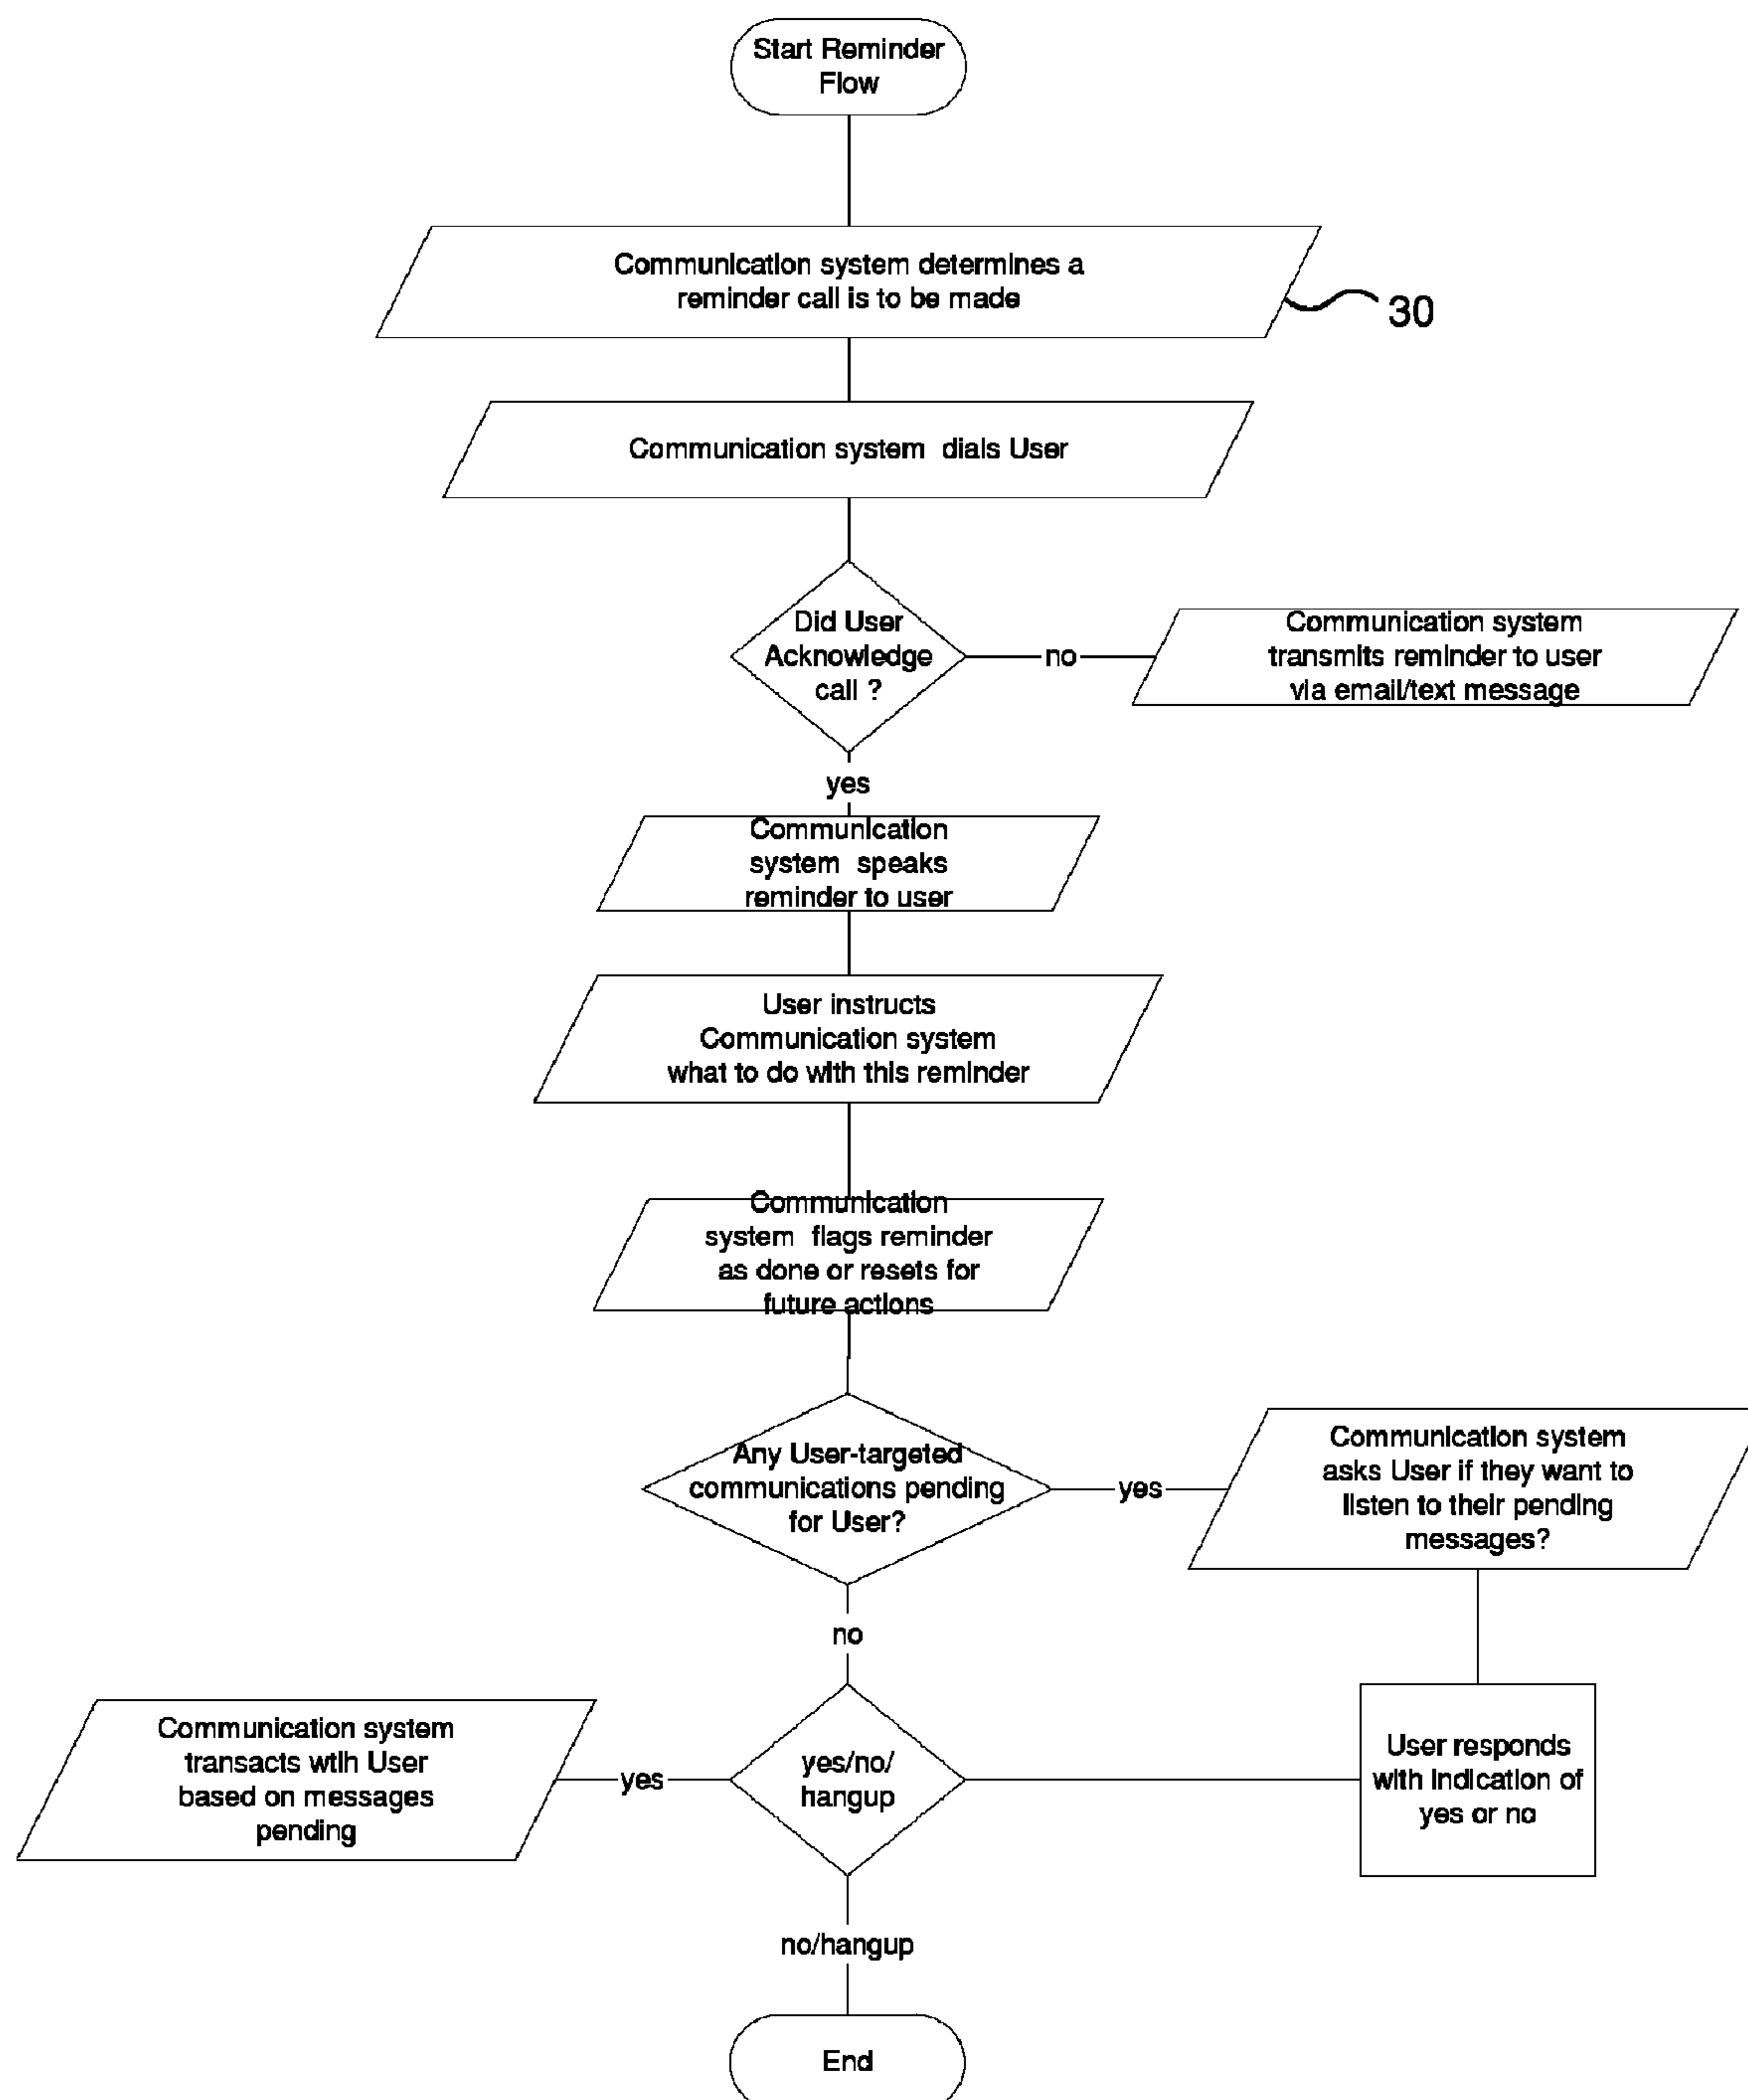 Start Reminder
Flow
Communication system determines a
reminder call is to be made
30
Communication system dials User
Did User
Acknowledge
call ?
no
Communication system
transmits reminder to user
via email/text message
yes
Communication
system speaks
reminder to user
User instructs
Communication system
what to do with this reminder
Communication
system flags reminder
as done or resets for
future actions
Any User-targeted
communications pending
for User?
yes
Communication system
asks User if they want to
listen to their pending
messages?
no
Communication system
transacts wtih User
based on messages
pending
yes
yes/no/
hangup
User responds
with indication of
yes or no
no/hangup
End